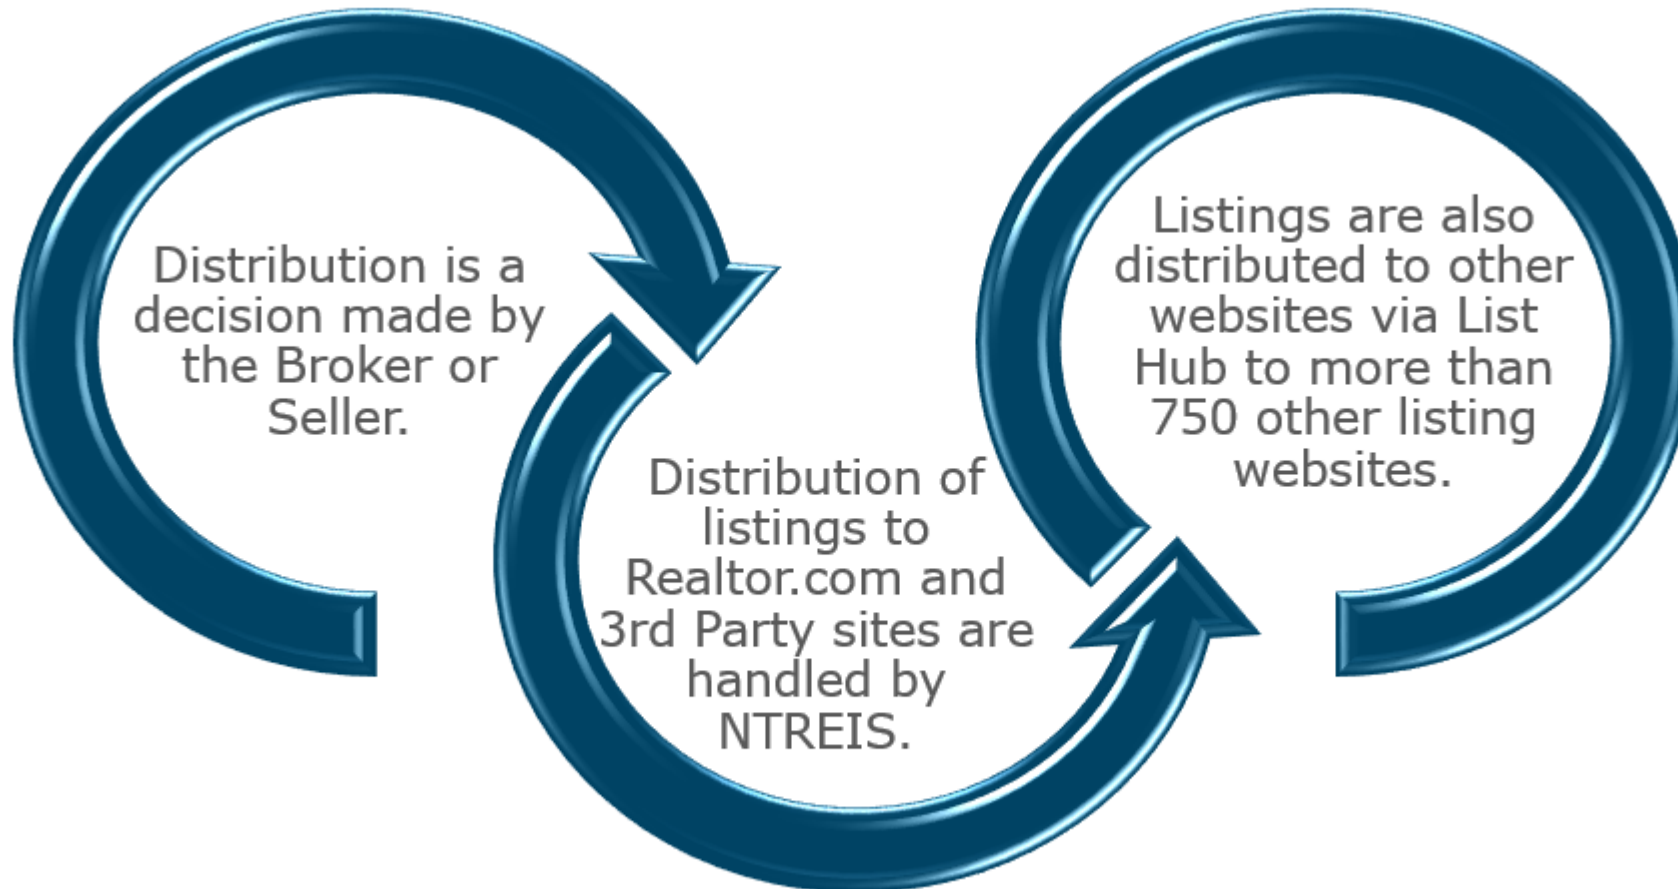 Distribution is a
decision made by
the Broker or
Seller.
Distribution of
listings to
Realtor.com and
3rd Party sites are
handled by
NTREIS.
Listings are also
distributed to other
websites via List
Hub to more than
750 other listing
websites.